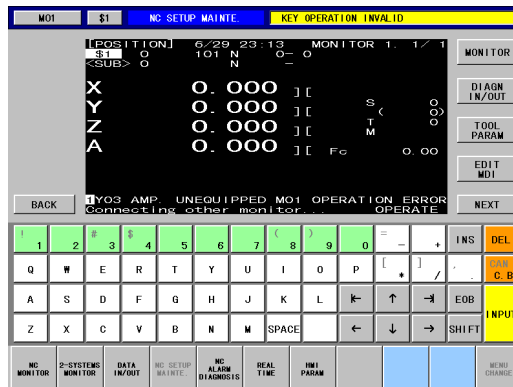 M01 $1 NC SETUP MAINTE. KEY OPERATION INVALID
[POSITION] 6/29 23:13 MONITOR 1. 1/ 1
$1 O 101 N O- O
<SUB> O N -
X 0. 000 ][
Y 0. 000 ][ S O
( O)
Z 0. 000 ][ T O
M
A 0. 000 ][ Fc 0. 00
1Y03 AMP. UNEQUIPPED M01 OPERATION ERROR
Connecting other monitor... OPERATE
MONITOR
DIAGN IN/OUT
TOOL PARAM
EDIT MDI
BACK NEXT
! 1 2 # 3 $ 4 5 6 7 ( 8 ) 9 0 = - + INS DEL
Q W E R T Y U I O P [ * ] / , . CAN C.B
A S D F G H J K L |← ↑ →| EOB INPUT
Z X C V B N M SPACE ← ↓ → SHIFT
NC MONITOR 2-SYSTEMS MONITOR DATA IN/OUT NC SETUP MAINTE. NC ALARM DIAGNOSIS REAL TIME HMI PARAM MENU CHANGE